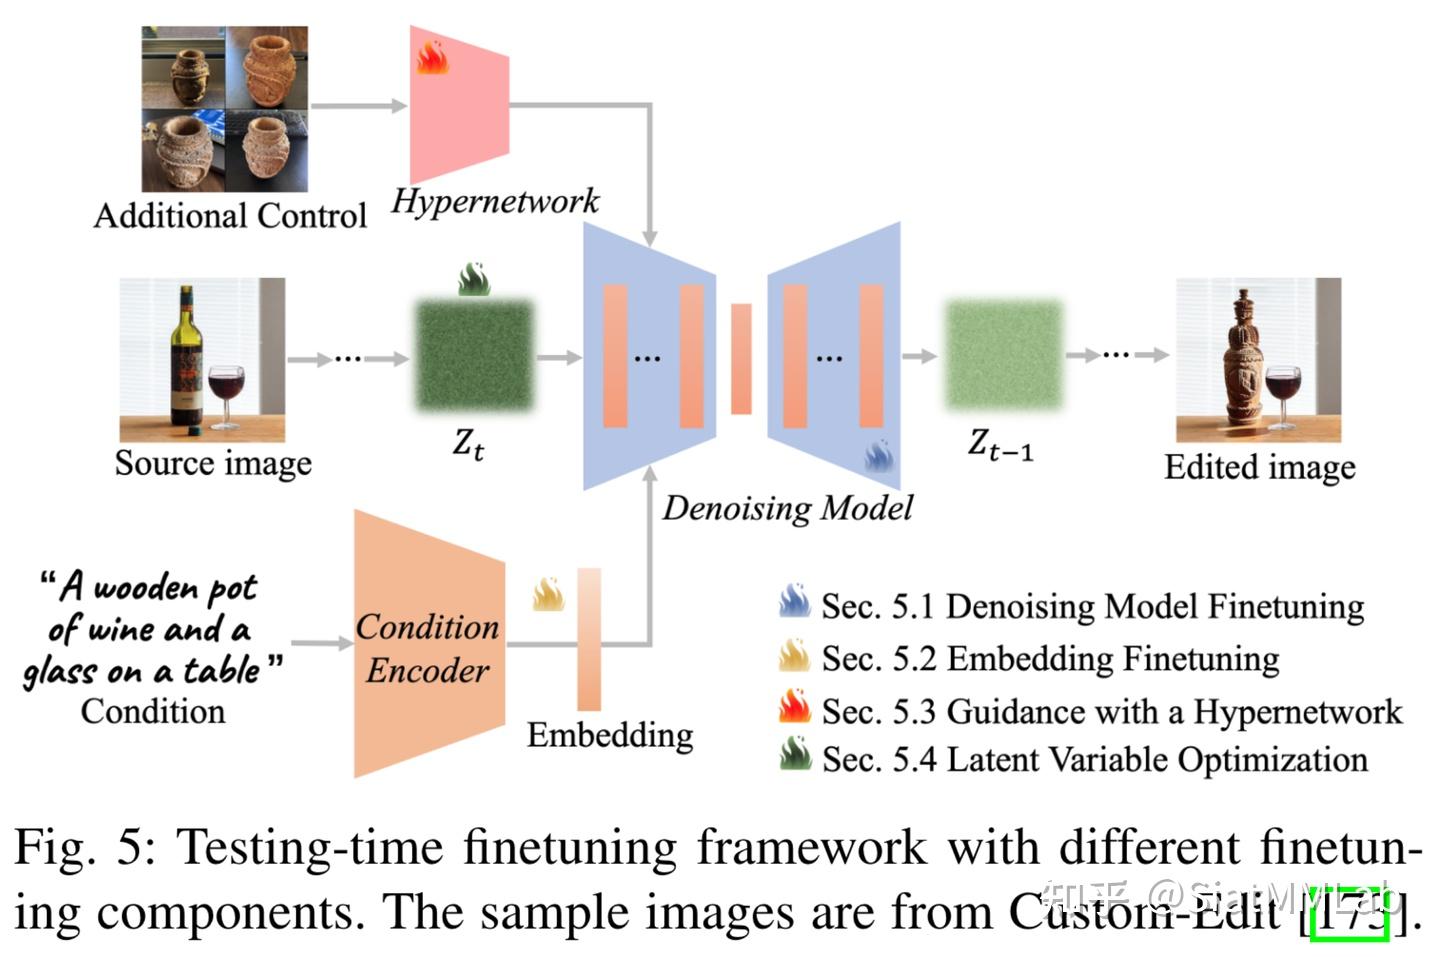 Additional Control
Hypernetwork
Source image
Z_t
Denoising Model
Z_{t-1}
Edited image
“A wooden pot
of wine and a
glass on a table”
Condition
Condition
Encoder
Embedding
Sec. 5.1 Denoising Model Finetuning
Sec. 5.2 Embedding Finetuning
Sec. 5.3 Guidance with a Hypernetwork
Sec. 5.4 Latent Variable Optimization
Fig. 5: Testing-time finetuning framework with different finetun-
ing components. The sample images are from Custom-Edit [173].
知乎 @SiatMMLab